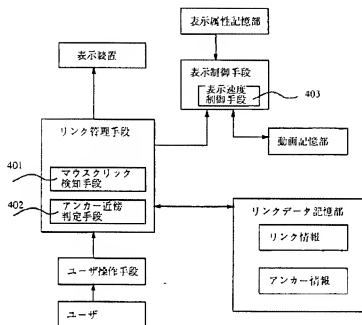 表示属性記憶部
表示装置
表示制御手段
表示速度
制御手段
403
リンク管理手段
動画記憶部
401
マウスクリック
検知手段
402
アンカー近傍
判定手段
リンクデータ記憶部
リンク情報
アンカー情報
ユーザ操作手段
ユーザ